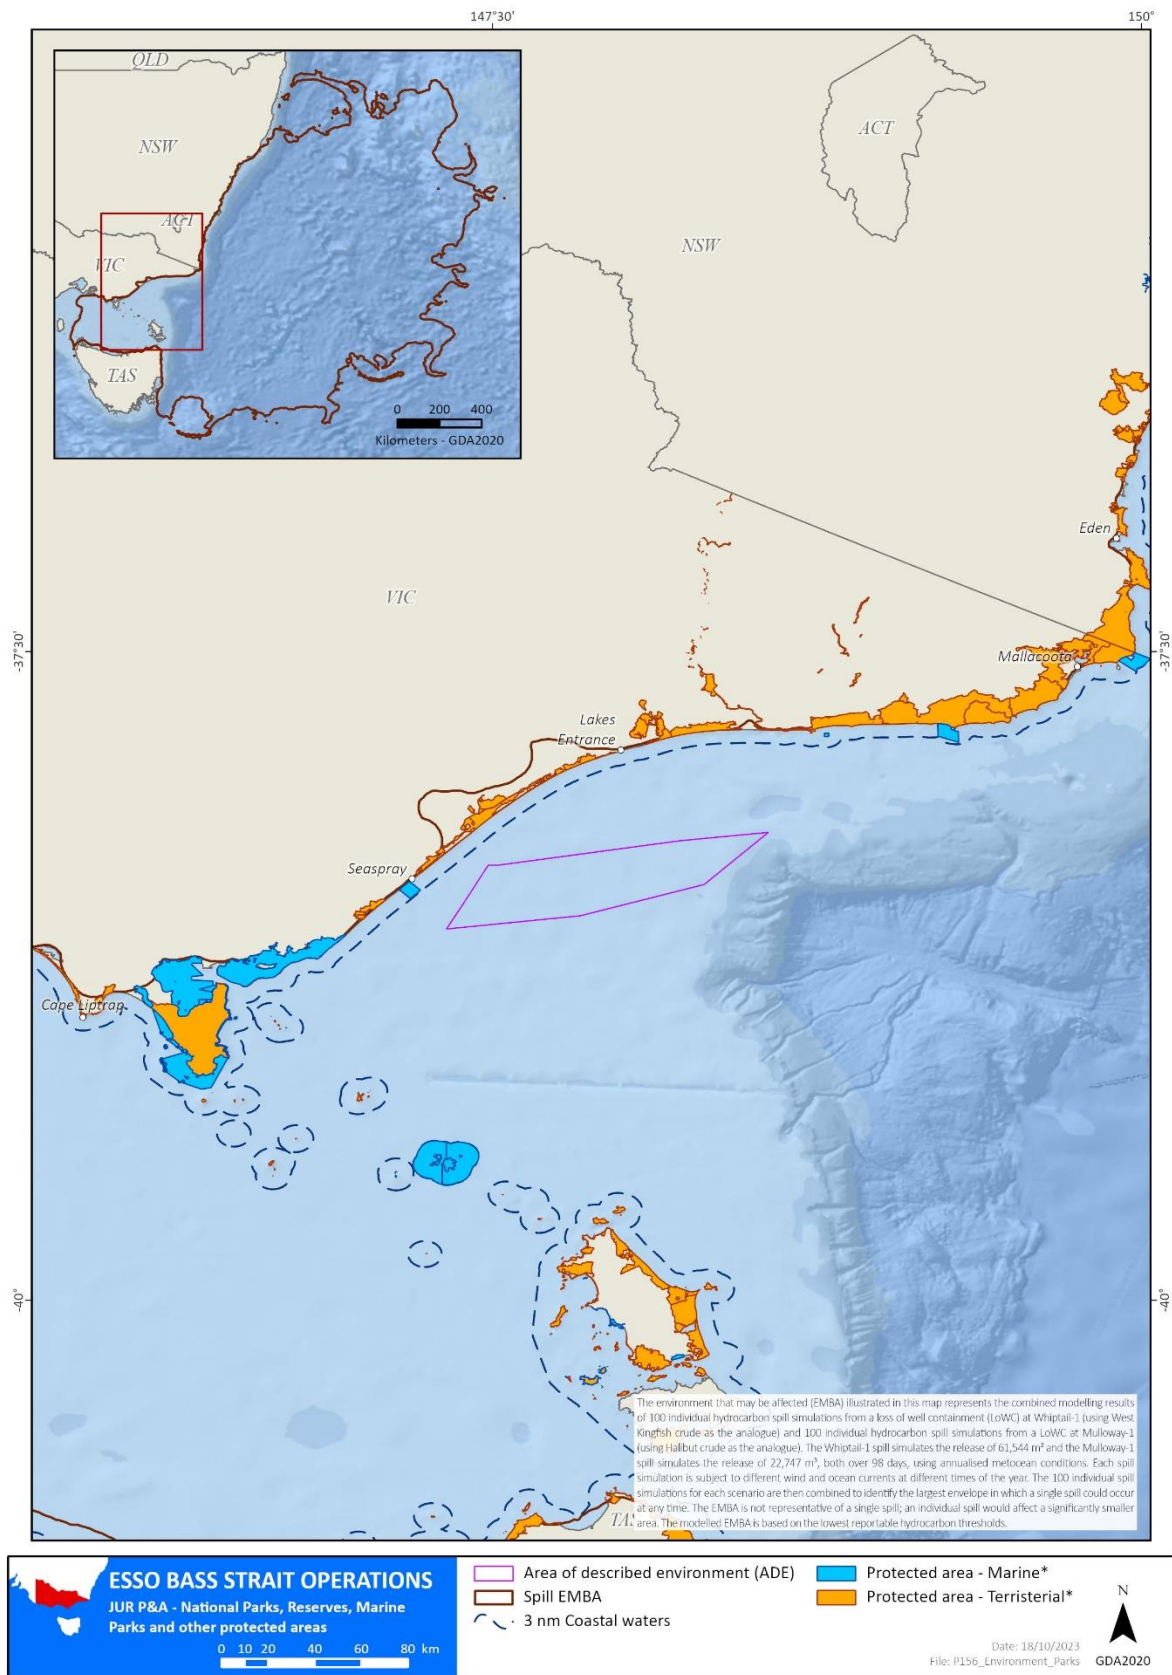 147°30'
150°
QLD
NSW
ACT
VIC
TAS
0 200 400
Kilometers - GDA2020
ACT
NSW
VIC
Eden
-37°30'
-37°30'
Mallacoota
Lakes
Entrance
Seaspray
Cape Liptrap
-40°
-40°
The environment that may be affected (EMBA) illustrated in this map represents the combined modelling results
of 100 individual hydrocarbon spill simulations from a loss of well containment (LoWC) at Whiptail-1 (using West
Kingfish crude as the analogue) and 100 individual hydrocarbon spill simulations from a LoWC at Mulloway-1
(using Halibut crude as the analogue). The Whiptail-1 spill simulates the release of 61,544 m³ and the Mulloway-1
spill simulates the release of 22,747 m³, both over 98 days, using annualised metocean conditions. Each spill
simulation is subject to different wind and ocean currents at different times of the year. The 100 individual spill
simulations for each scenario are then combined to identify the largest envelope in which a single spill could occur
at any time. The EMBA is not representative of a single spill; an individual spill would affect a significantly smaller
area. The modelled EMBA is based on the lowest reportable hydrocarbon thresholds.
TAS
ESSO BASS STRAIT OPERATIONS
JUR P&A - National Parks, Reserves, Marine
Parks and other protected areas
0 10 20 40 60 80 km
Area of described environment (ADE)
Spill EMBA
3 nm Coastal waters
Protected area - Marine*
Protected area - Terristerial*
N
Date: 18/10/2023
File: P156_Environment_Parks
GDA2020